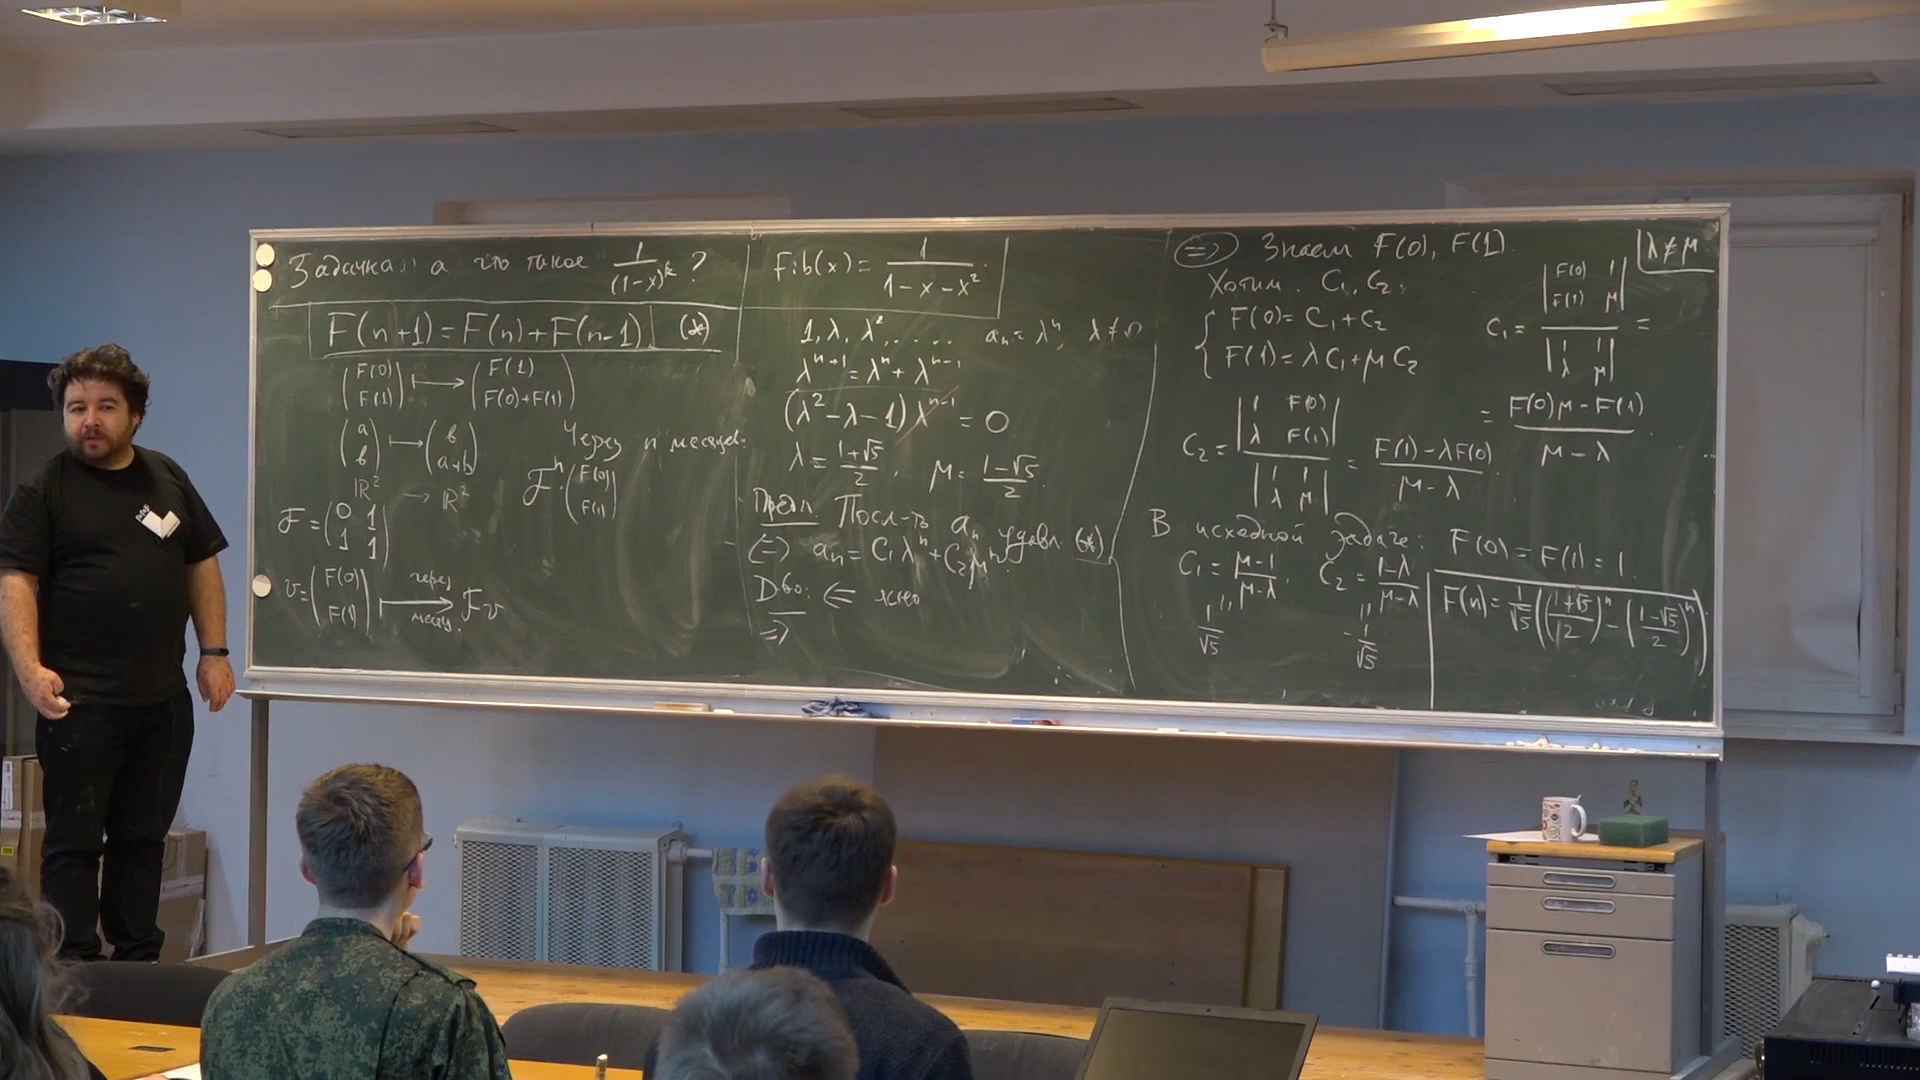 Задачка: а что такое 1/(1-x)^k ?
F(n+1) = F(n) + F(n-1) (*)
(F(0) F(1)) ↦ (F(1) F(0)+F(1))
(a b) ↦ (b a+b)
ℝ² → ℝ²
Через n месяцев:
ℱⁿ·(F(0) F(1))
ℱ = (0 1 1 1)
v = (F(0) F(1)) ↦ ℱv
через
месяц.
Fib(x) = 1/(1-x-x²)
1, λ, λ², .... aₙ = λⁿ, λ≠0
λⁿ⁺¹ = λⁿ + λⁿ⁻¹
(λ²-λ-1) λⁿ⁻¹ = 0
λ = (1+√5)/2, μ = (1-√5)/2
Предл Посл-ть aₙ удовл. (*)
⟺ aₙ = C₁λⁿ + C₂μⁿ.
Д-во: ⇐ ясно
⇒
⇒ Знаем F(0), F(1). λ≠μ
Хотим C₁, C₂:
{ F(0) = C₁ + C₂
F(1) = λC₁ + μC₂
C₁ = |F(0) 1 F(1) μ| / |1 1 λ μ| =
= (F(0)μ - F(1))/(μ-λ)
C₂ = |1 F(0) λ F(1)| / |1 1 λ μ| = (F(1) - λF(0))/(μ-λ)
В исходной задаче: F(0) = F(1) = 1.
C₁ = (μ-1)/(μ-λ), C₂ = (1-λ)/(μ-λ)
" 1/√5 " -1/√5
F(n) = 1/√5 (((1+√5)/2)ⁿ - ((1-√5)/2)ⁿ).